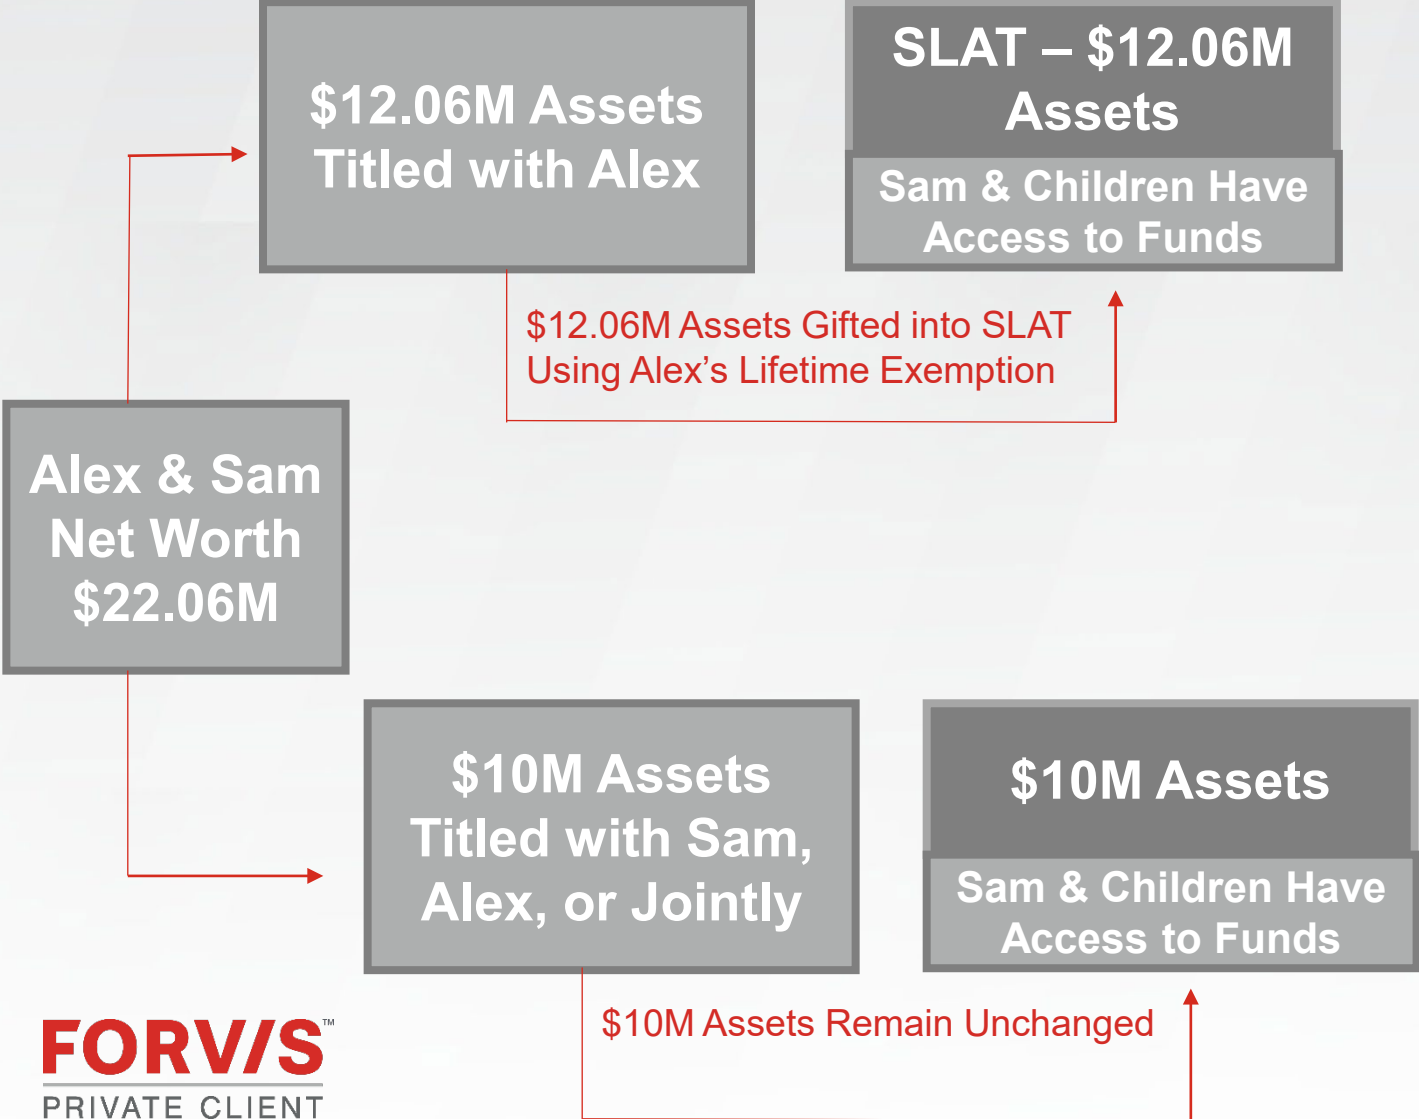 $12.06M Assets
Titled with Alex
SLAT – $12.06M
Assets
Sam & Children Have
Access to Funds
$12.06M Assets Gifted into SLAT
Using Alex’s Lifetime Exemption
Alex & Sam
Net Worth
$22.06M
$10M Assets
Titled with Sam,
Alex, or Jointly
$10M Assets
Sam & Children Have
Access to Funds
$10M Assets Remain Unchanged
FORV/S™
PRIVATE CLIENT